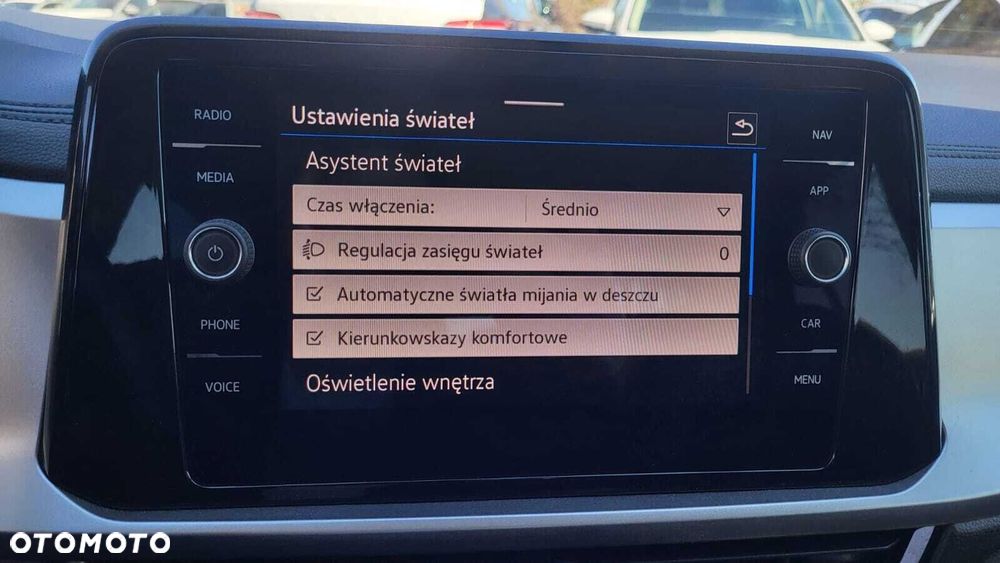 RADIO
MEDIA
PHONE
VOICE
Ustawienia świateł
Asystent świateł
Czas włączenia: Średnio
Regulacja zasięgu świateł 0
Automatyczne światła mijania w deszczu
Kierunkowskazy komfortowe
Oświetlenie wnętrza
NAV
APP
CAR
MENU
OTOMOTO